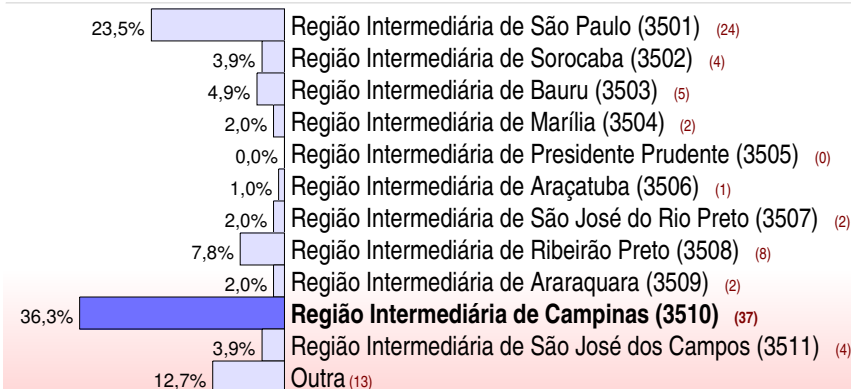 23,5% Região Intermediária de São Paulo (3501) (24)
3,9% Região Intermediária de Sorocaba (3502) (4)
4,9% Região Intermediária de Bauru (3503) (5)
2,0% Região Intermediária de Marília (3504) (2)
0,0% Região Intermediária de Presidente Prudente (3505) (0)
1,0% Região Intermediária de Araçatuba (3506) (1)
2,0% Região Intermediária de São José do Rio Preto (3507) (2)
7,8% Região Intermediária de Ribeirão Preto (3508) (8)
2,0% Região Intermediária de Araraquara (3509) (2)
36,3% Região Intermediária de Campinas (3510) (37)
3,9% Região Intermediária de São José dos Campos (3511) (4)
12,7% Outra (13)